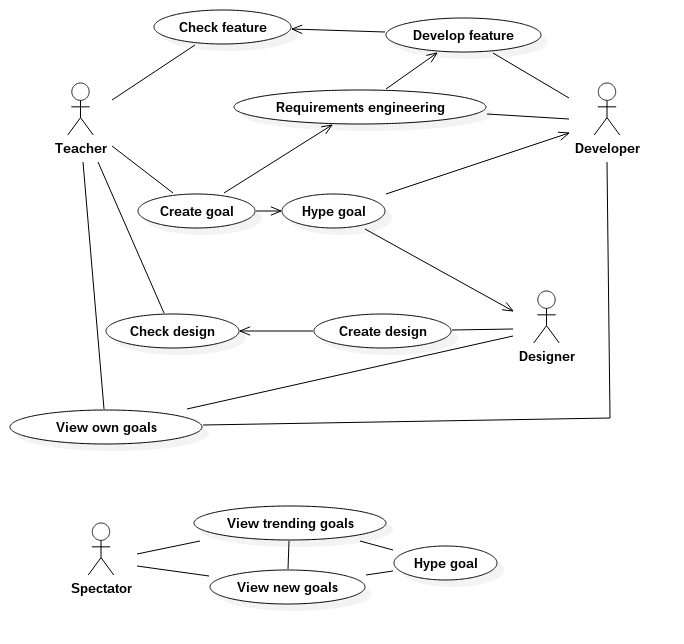 Check feature
Develop feature
Requirements engineering
Teacher
Developer
Create goal
Hype goal
Check design
Create design
Designer
View own goals
View trending goals
Hype goal
Spectator
View new goals